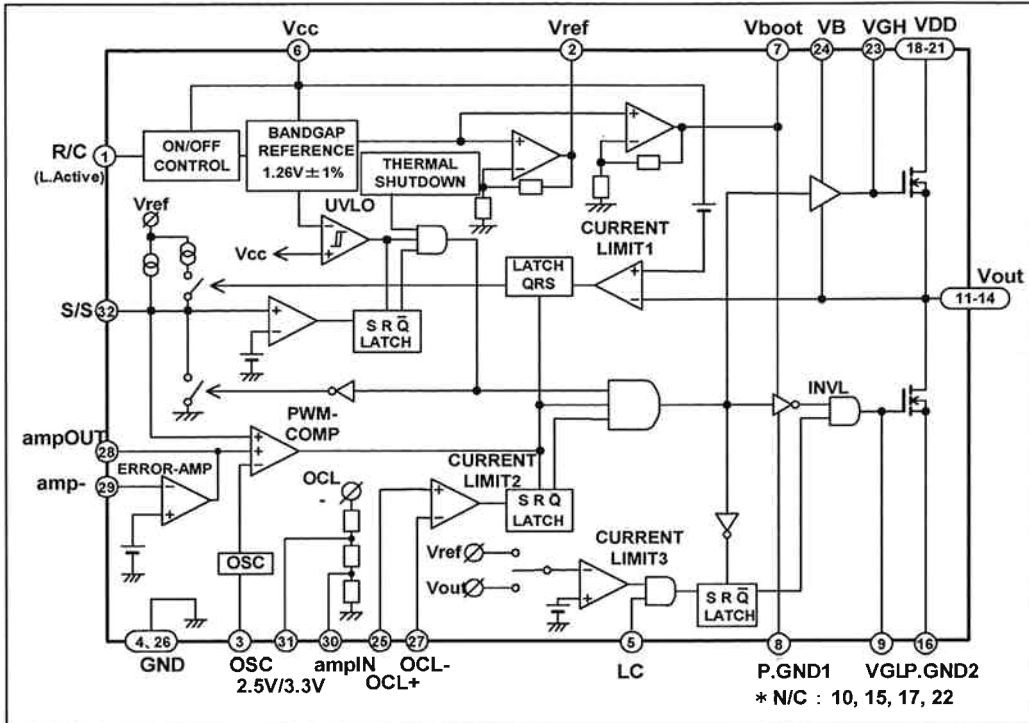 Vcc
Vref
Vboot
VB
VGH
VDD
6
2
7
24
23
18-21
R/C
1
(L.Active)
ON/OFF
CONTROL
BANDGAP
REFERENCE
1.26V±1%
THERMAL
SHUTDOWN
+
-
+
-
Vref
UVLO
-
+
Vcc
CURRENT
LIMIT1
LATCH
QRS
+
-
Vout
11-14
S/S
32
+
-
S R Q̅
LATCH
INVL
PWM-
COMP
ampOUT
28
+
+
-
amp-
29
ERROR-AMP
-
+
OCL
-
CURRENT
LIMIT2
+
-
S R Q̅
LATCH
OSC
Vref
Vout
CURRENT
LIMIT3
-
+
S R Q̅
LATCH
4、26
3
31
30
25
27
5
8
9
16
GND
OSC
ampIN
OCL-
LC
P.GND1
VGL
P.GND2
2.5V/3.3V
OCL+
* N/C : 10, 15, 17, 22